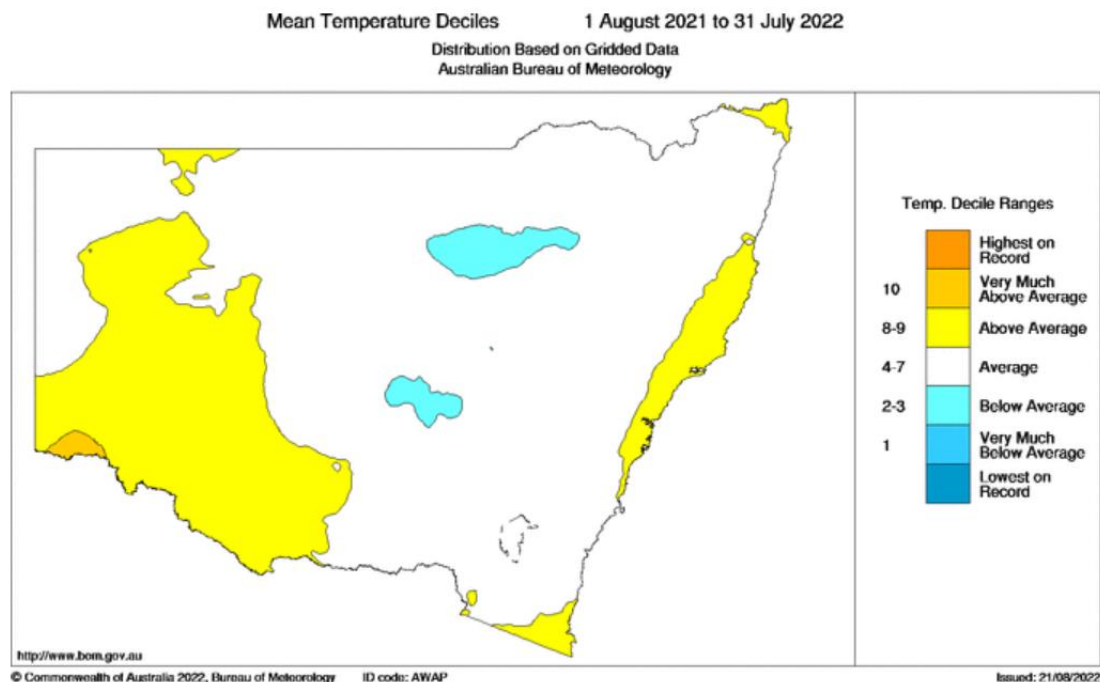 Mean Temperature Deciles 1 August 2021 to 31 July 2022
Distribution Based on Gridded Data
Australian Bureau of Meteorology
Temp. Decile Ranges
Highest on
Record
10 Very Much
Above Average
8-9 Above Average
4-7 Average
2-3 Below Average
1 Very Much
Below Average
Lowest on
Record
http://www.bom.gov.au
© Commonwealth of Australia 2022, Bureau of Meteorology ID code: AWAP Issued: 21/08/2022